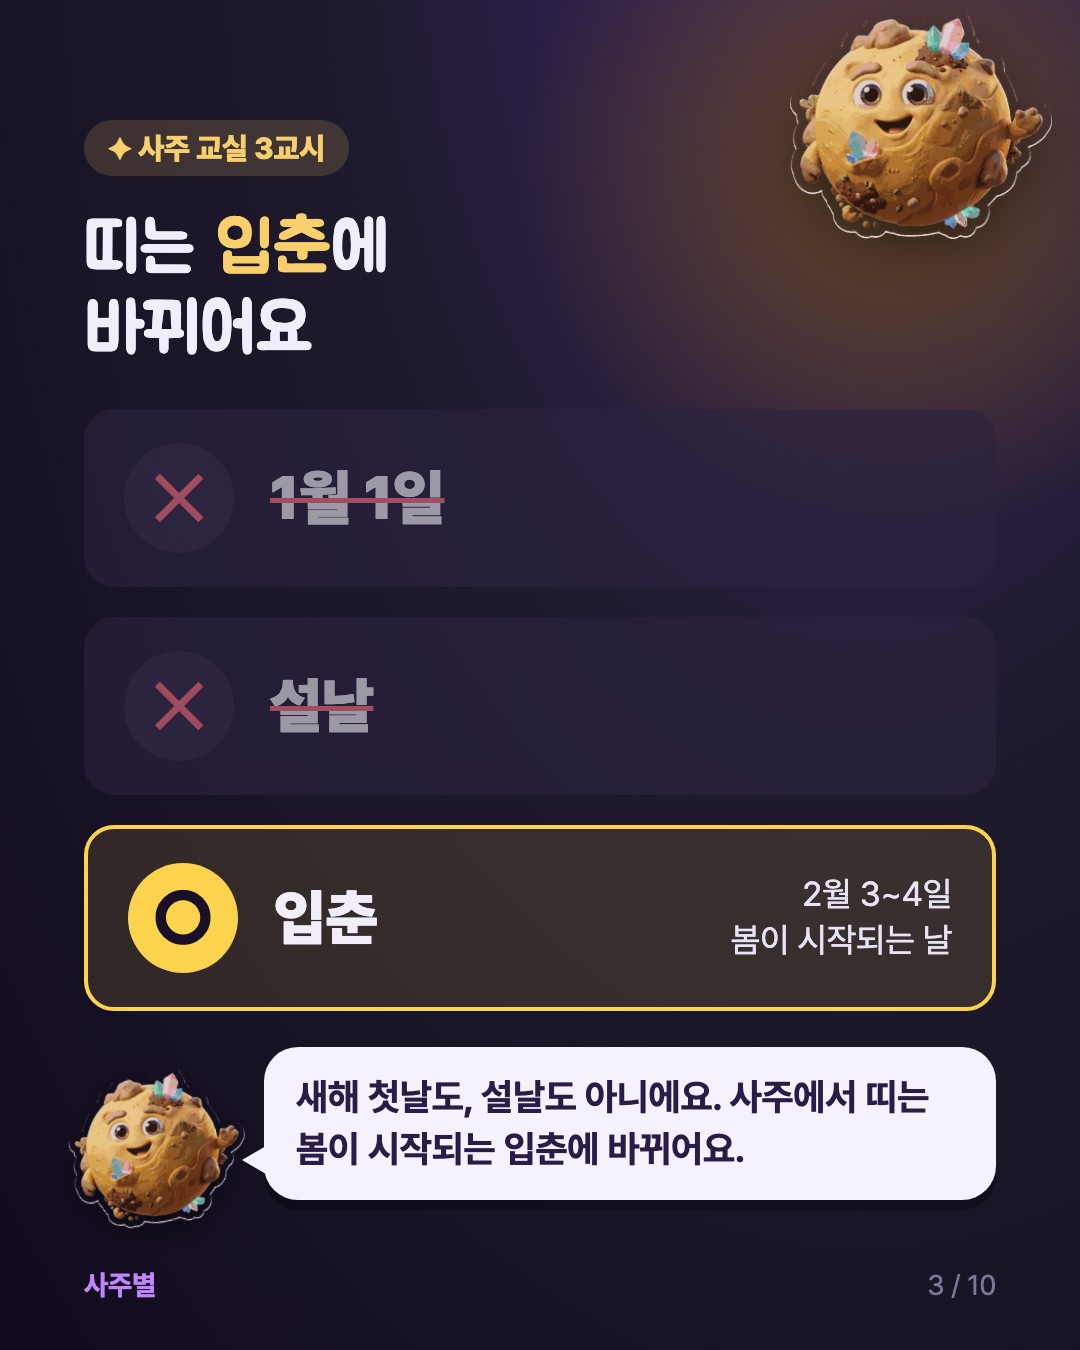 ✦ 사주 교실 3교시
띠는 입춘에
바뀌어요
1월 1일
설날
입춘
2월 3~4일
봄이 시작되는 날
새해 첫날도, 설날도 아니에요. 사주에서 띠는
봄이 시작되는 입춘에 바뀌어요.
사주별
3 / 10